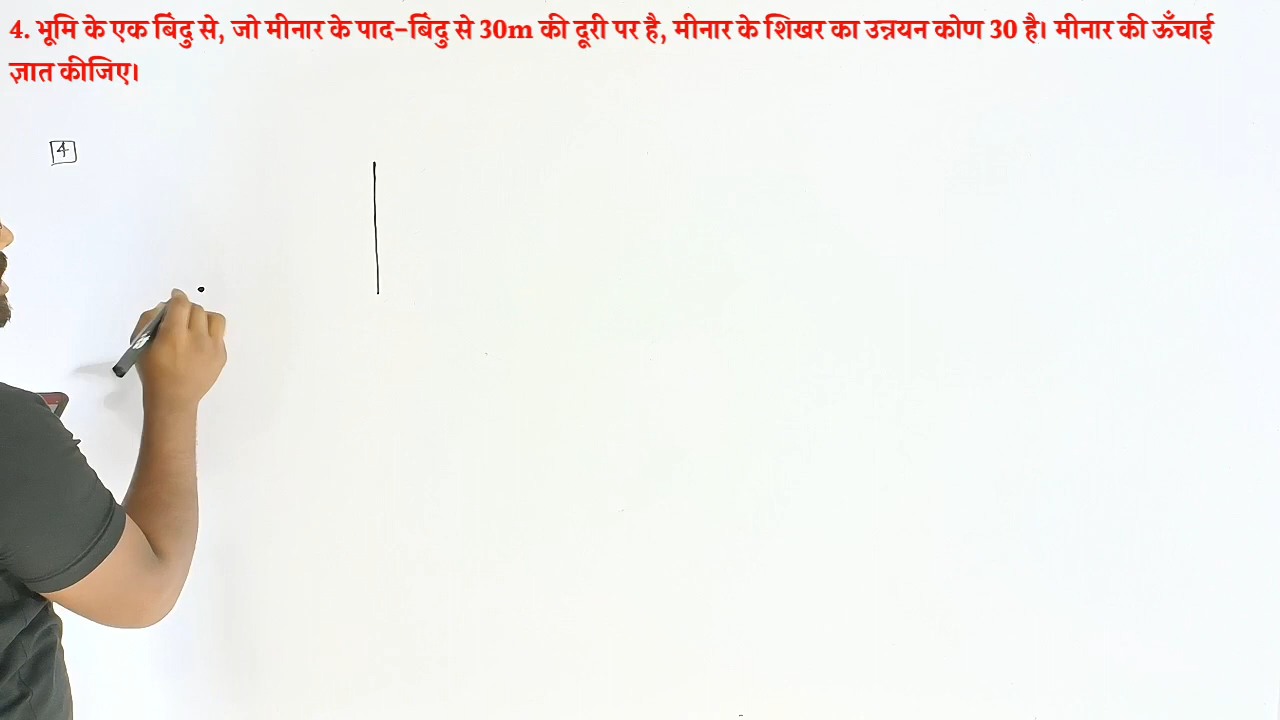 4. भूमि के एक बिंदु से, जो मीनार के पाद-बिंदु से 30m की दूरी पर है, मीनार के शिखर का उन्नयन कोण 30 है। मीनार की ऊँचाई
ज्ञात कीजिए।
4